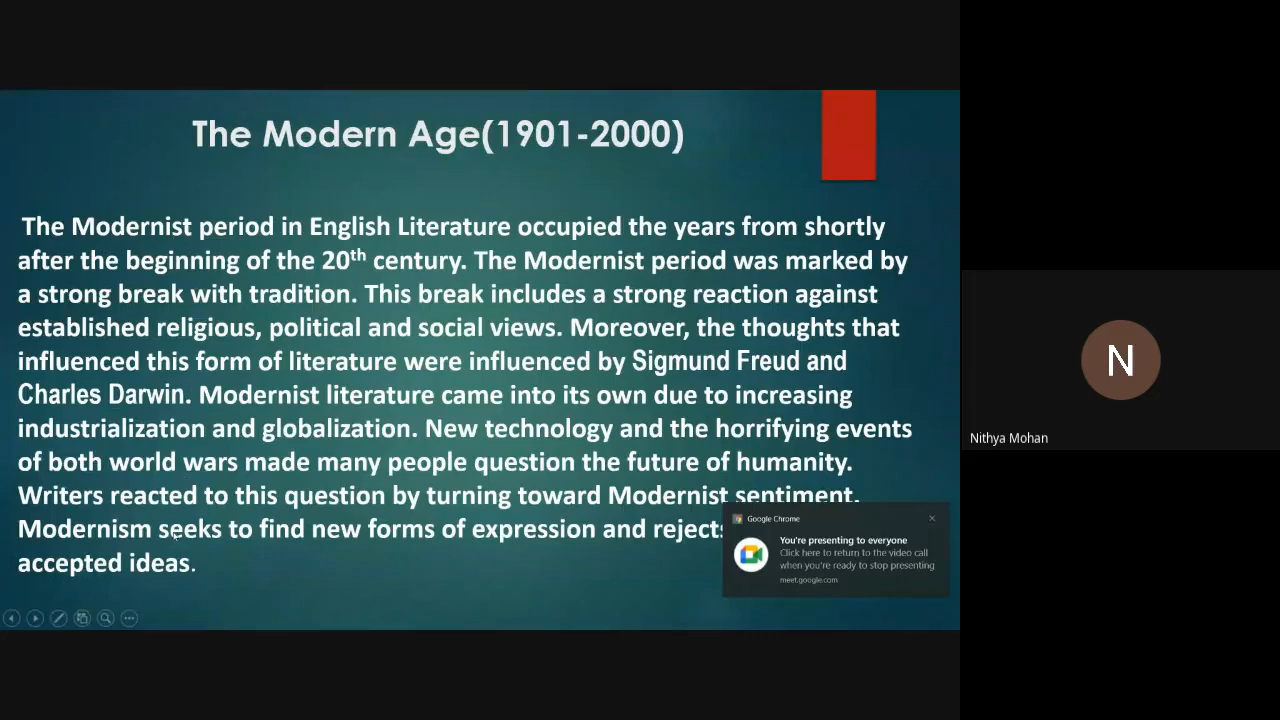 The Modern Age(1901-2000)
The Modernist period in English Literature occupied the years from shortly
after the beginning of the 20th century. The Modernist period was marked by
a strong break with tradition. This break includes a strong reaction against
established religious, political and social views. Moreover, the thoughts that
influenced this form of literature were influenced by Sigmund Freud and
Charles Darwin. Modernist literature came into its own due to increasing
industrialization and globalization. New technology and the horrifying events
of both world wars made many people question the future of humanity.
Writers reacted to this question by turning toward Modernist sentiment.
Modernism seeks to find new forms of expression and rejects
accepted ideas.
Google Chrome
You're presenting to everyone
Click here to return to the video call
when you're ready to stop presenting
meet.google.com
N
Nithya Mohan